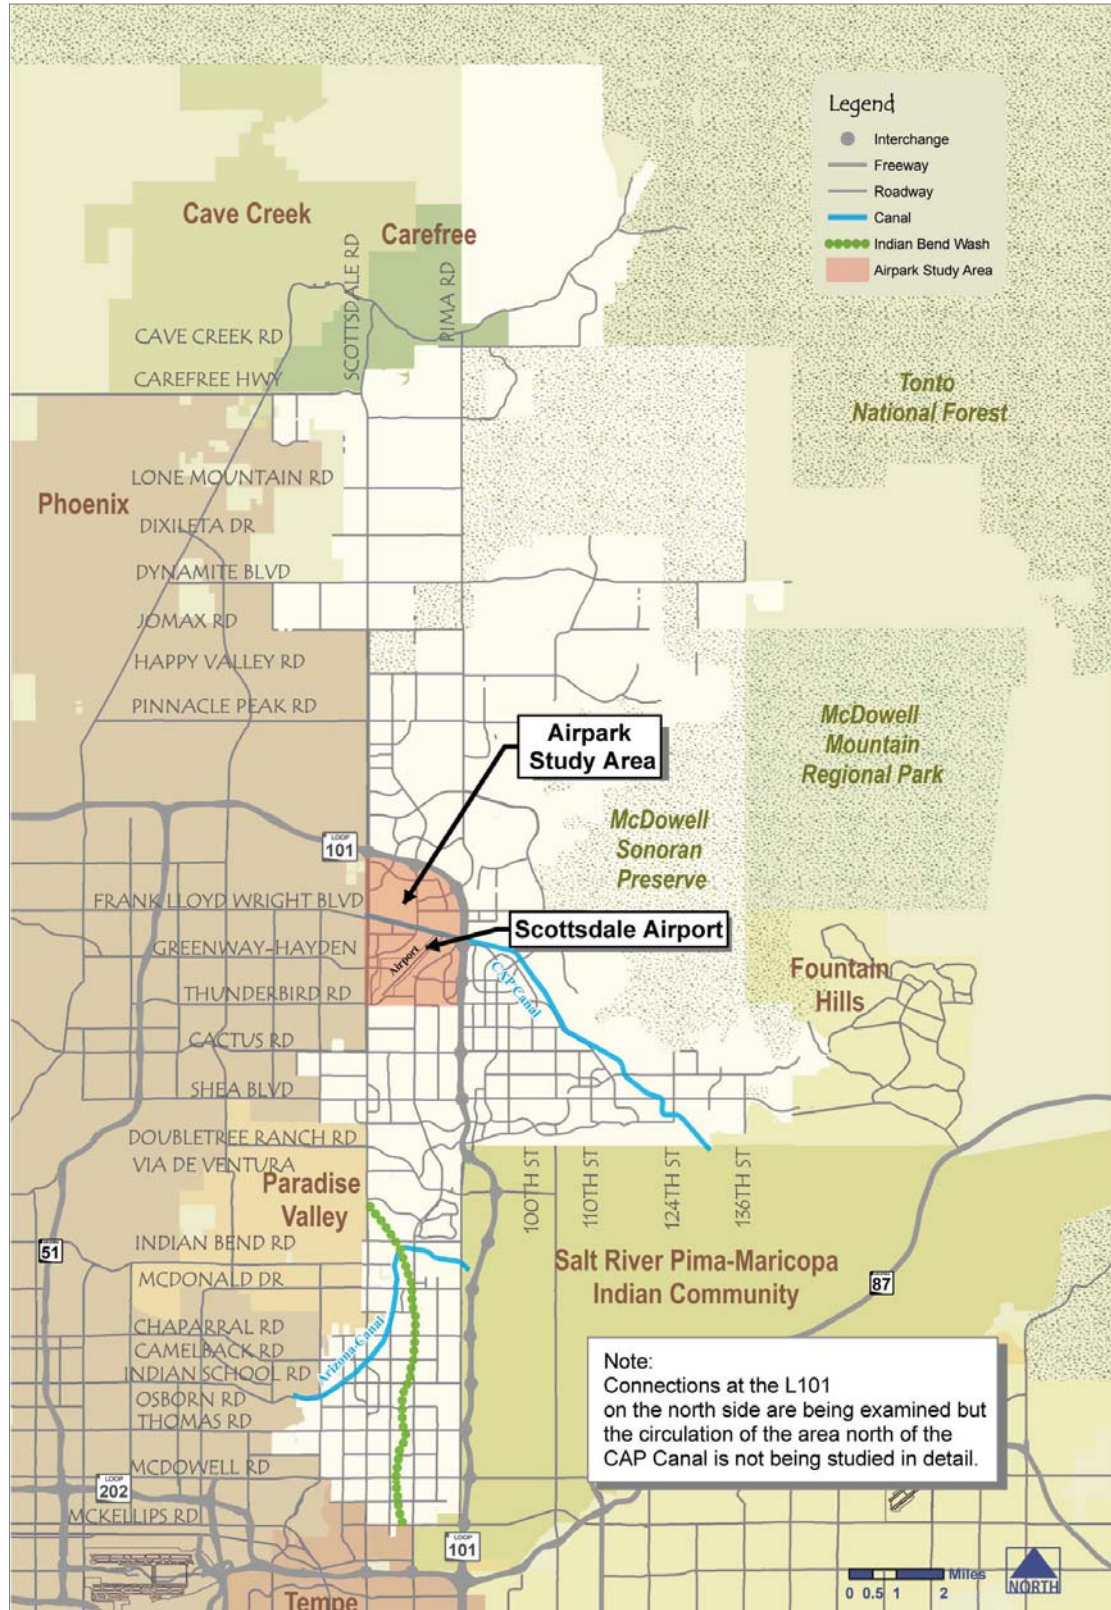 Legend
Interchange
Freeway
Roadway
Canal
Indian Bend Wash
Airpark Study Area
Cave Creek
Carefree
SCOTTSDALE RD
PIMA RD
CAVE CREEK RD
CAREFREE HWY
Tonto
National Forest
LONE MOUNTAIN RD
Phoenix
DIXILETA DR
DYNAMITE BLVD
JOMAX RD
HAPPY VALLEY RD
PINNACLE PEAK RD
Airpark
Study Area
McDowell
Mountain
Regional Park
McDowell
Sonoran
Preserve
LOOP
101
FRANK LLOYD WRIGHT BLVD
Scottsdale Airport
GREENWAY-HAYDEN
Airport
CAP Canal
Fountain
Hills
THUNDERBIRD RD
CACTUS RD
SHEA BLVD
DOUBLETREE RANCH RD
VIA DE VENTURA
100TH ST
110TH ST
124TH ST
136TH ST
Paradise
Valley
INDIAN BEND RD
51
MCDONALD DR
Salt River Pima-Maricopa
Indian Community
87
CHAPARRAL RD
CAMELBACK RD
INDIAN SCHOOL RD
Arizona Canal
OSBORN RD
THOMAS RD
Note:
Connections at the L101
on the north side are being examined but
the circulation of the area north of the
CAP Canal is not being studied in detail.
MCDOWELL RD
LOOP
202
MCKELLIPS RD
LOOP
101
Miles
0 0.5 1 2
NORTH
Tempe